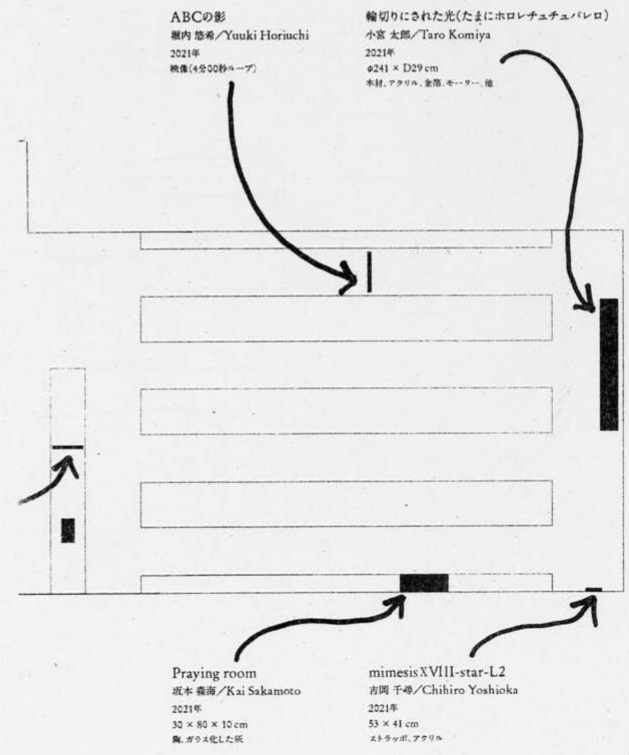 ABCの影
堀内 悠希／Yuuki Horiuchi
2021年
映像(4分00秒ループ)
輪切りにされた光(たまにホロレチュチュパレロ)
小宮 太郎／Taro Komiya
2021年
φ241 × D29 cm
木材、アクリル、金箔、モーター、他
Praying room
坂本 森海／Kai Sakamoto
2021年
30 × 80 × 10 cm
陶、ガラス化した灰
mimesis XVIII-star-L2
吉岡 千尋／Chihiro Yoshioka
2021年
53 × 41 cm
ストラッポ、アクリル